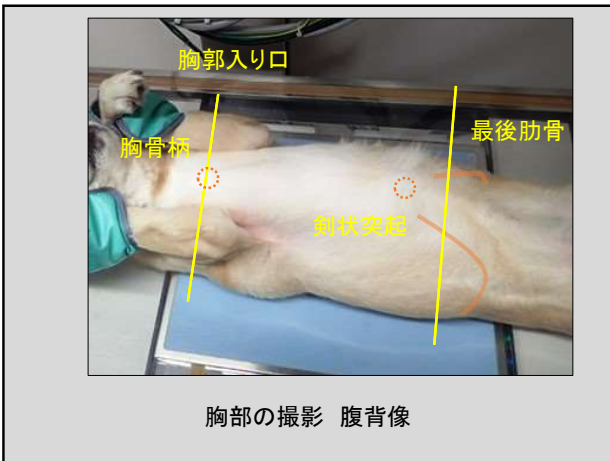 胸郭入り口
最後肋骨
胸骨柄
剣状突起
胸部の撮影 腹背像